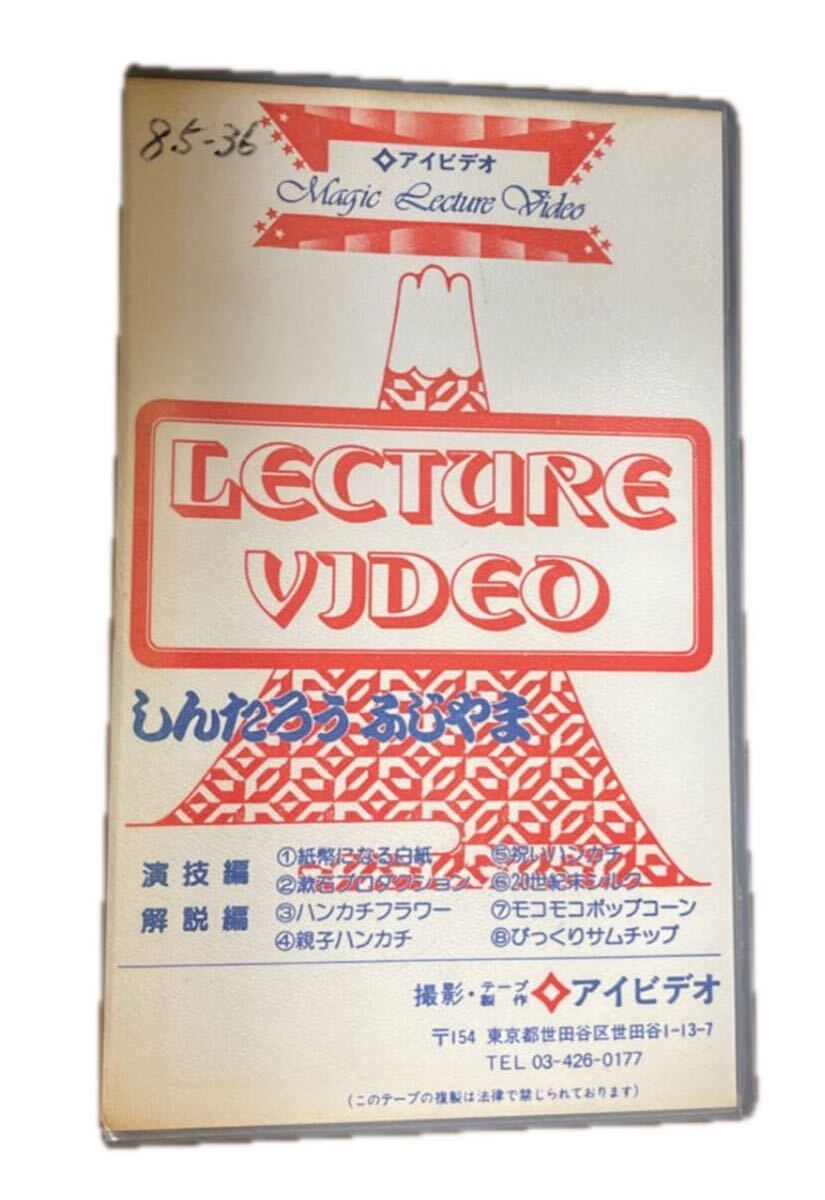 85-36
アイビデオ
Magic Lecture Video
LECTURE
VIDEO
しんたろう ふじやま
演技編
解説編
①紙幣になる白紙
②漱石プロダクション
③ハンカチフラワー
④親子ハンカチ
⑤祝いハンカチ
⑥20世紀末シルク
⑦モコモコポップコーン
⑧びっくりサムチップ
撮影・テープ製作 アイビデオ
〒154 東京都世田谷区世田谷1-13-7
TEL 03-426-0177
(このテープの複製は法律で禁じられております)